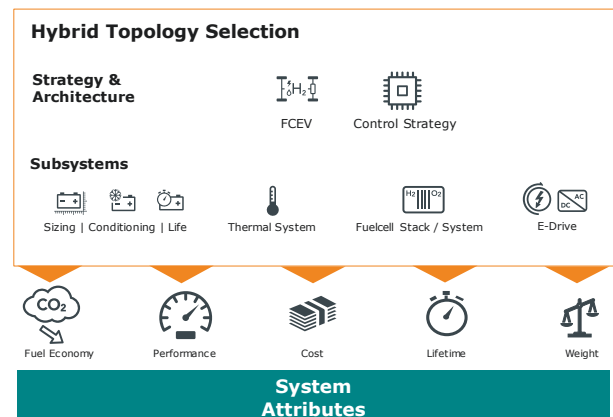 Hybrid Topology Selection
Strategy &
Architecture
H₂
FCEV
Control Strategy
Subsystems
Sizing | Conditioning | Life
Thermal System
H₂ O₂
Fuelcell Stack / System
AC
DC
E-Drive
CO₂
Fuel Economy
Performance
Cost
Lifetime
Weight
System
Attributes